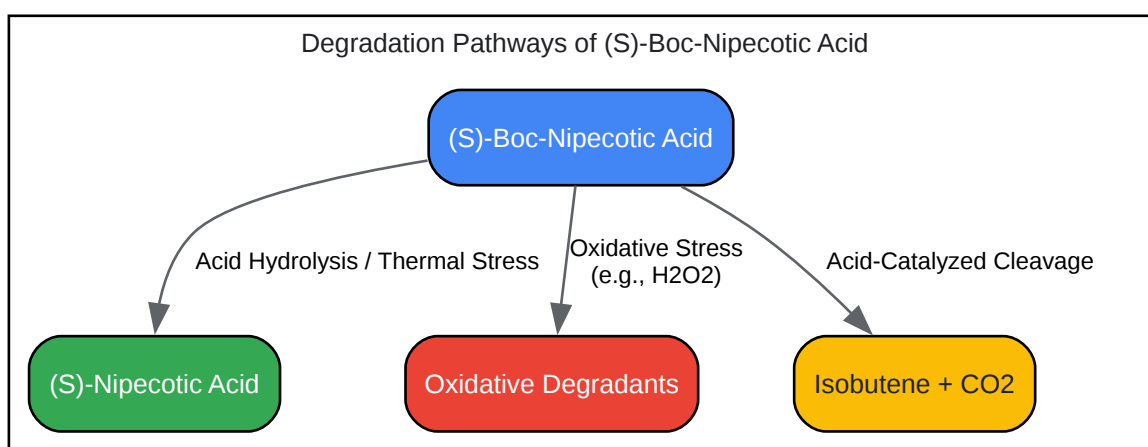 Degradation Pathways of (S)-Boc-Nipecotic Acid
(S)-Boc-Nipecotic Acid
Acid Hydrolysis / Thermal Stress
Oxidative Stress
(e.g., H2O2)
Acid-Catalyzed Cleavage
(S)-Nipecotic Acid
Oxidative Degradants
Isobutene + CO2